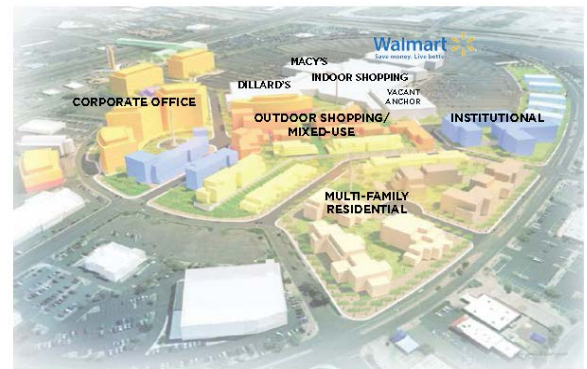 Walmart
Save money. Live better.
MACY'S
INDOOR SHOPPING
DILLARD'S
VACANT
ANCHOR
CORPORATE OFFICE
OUTDOOR SHOPPING/
MIXED-USE
INSTITUTIONAL
MULTI-FAMILY
RESIDENTIAL